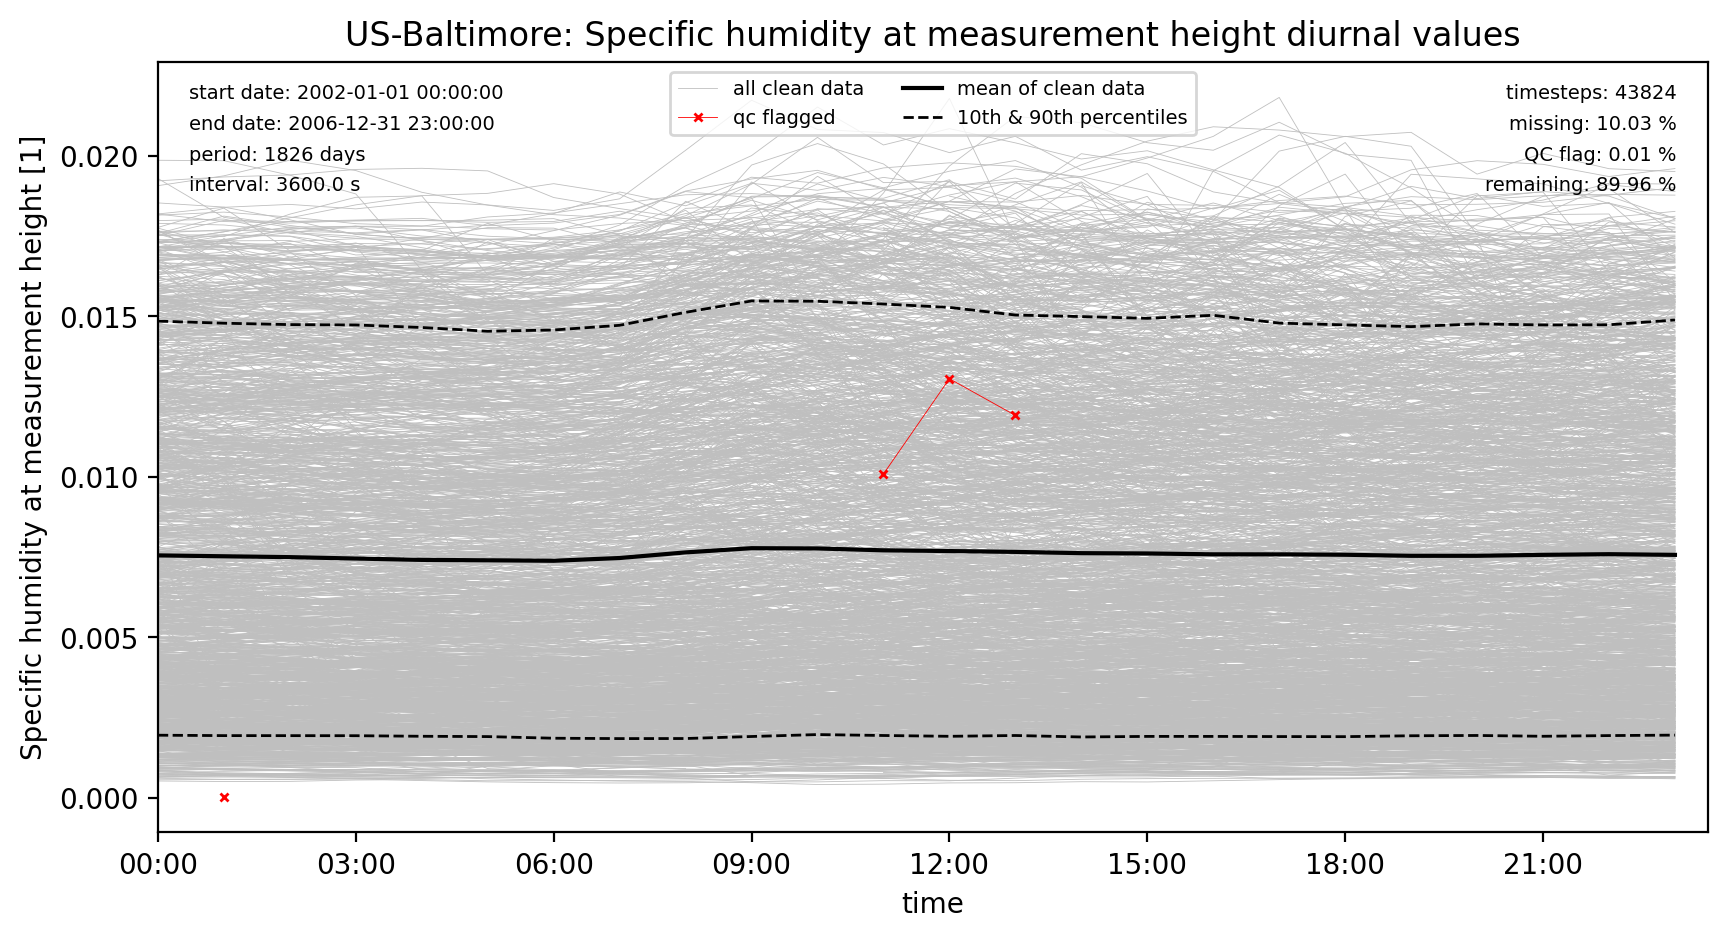 US-Baltimore: Specific humidity at measurement height diurnal values
start date: 2002-01-01 00:00:00
end date: 2006-12-31 23:00:00
period: 1826 days
interval: 3600.0 s
all clean data
qc flagged
mean of clean data
10th & 90th percentiles
timesteps: 43824
missing: 10.03 %
QC flag: 0.01 %
remaining: 89.96 %
Specific humidity at measurement height [1]
0.020
0.015
0.010
0.005
0.000
00:00 03:00 06:00 09:00 12:00 15:00 18:00 21:00
time